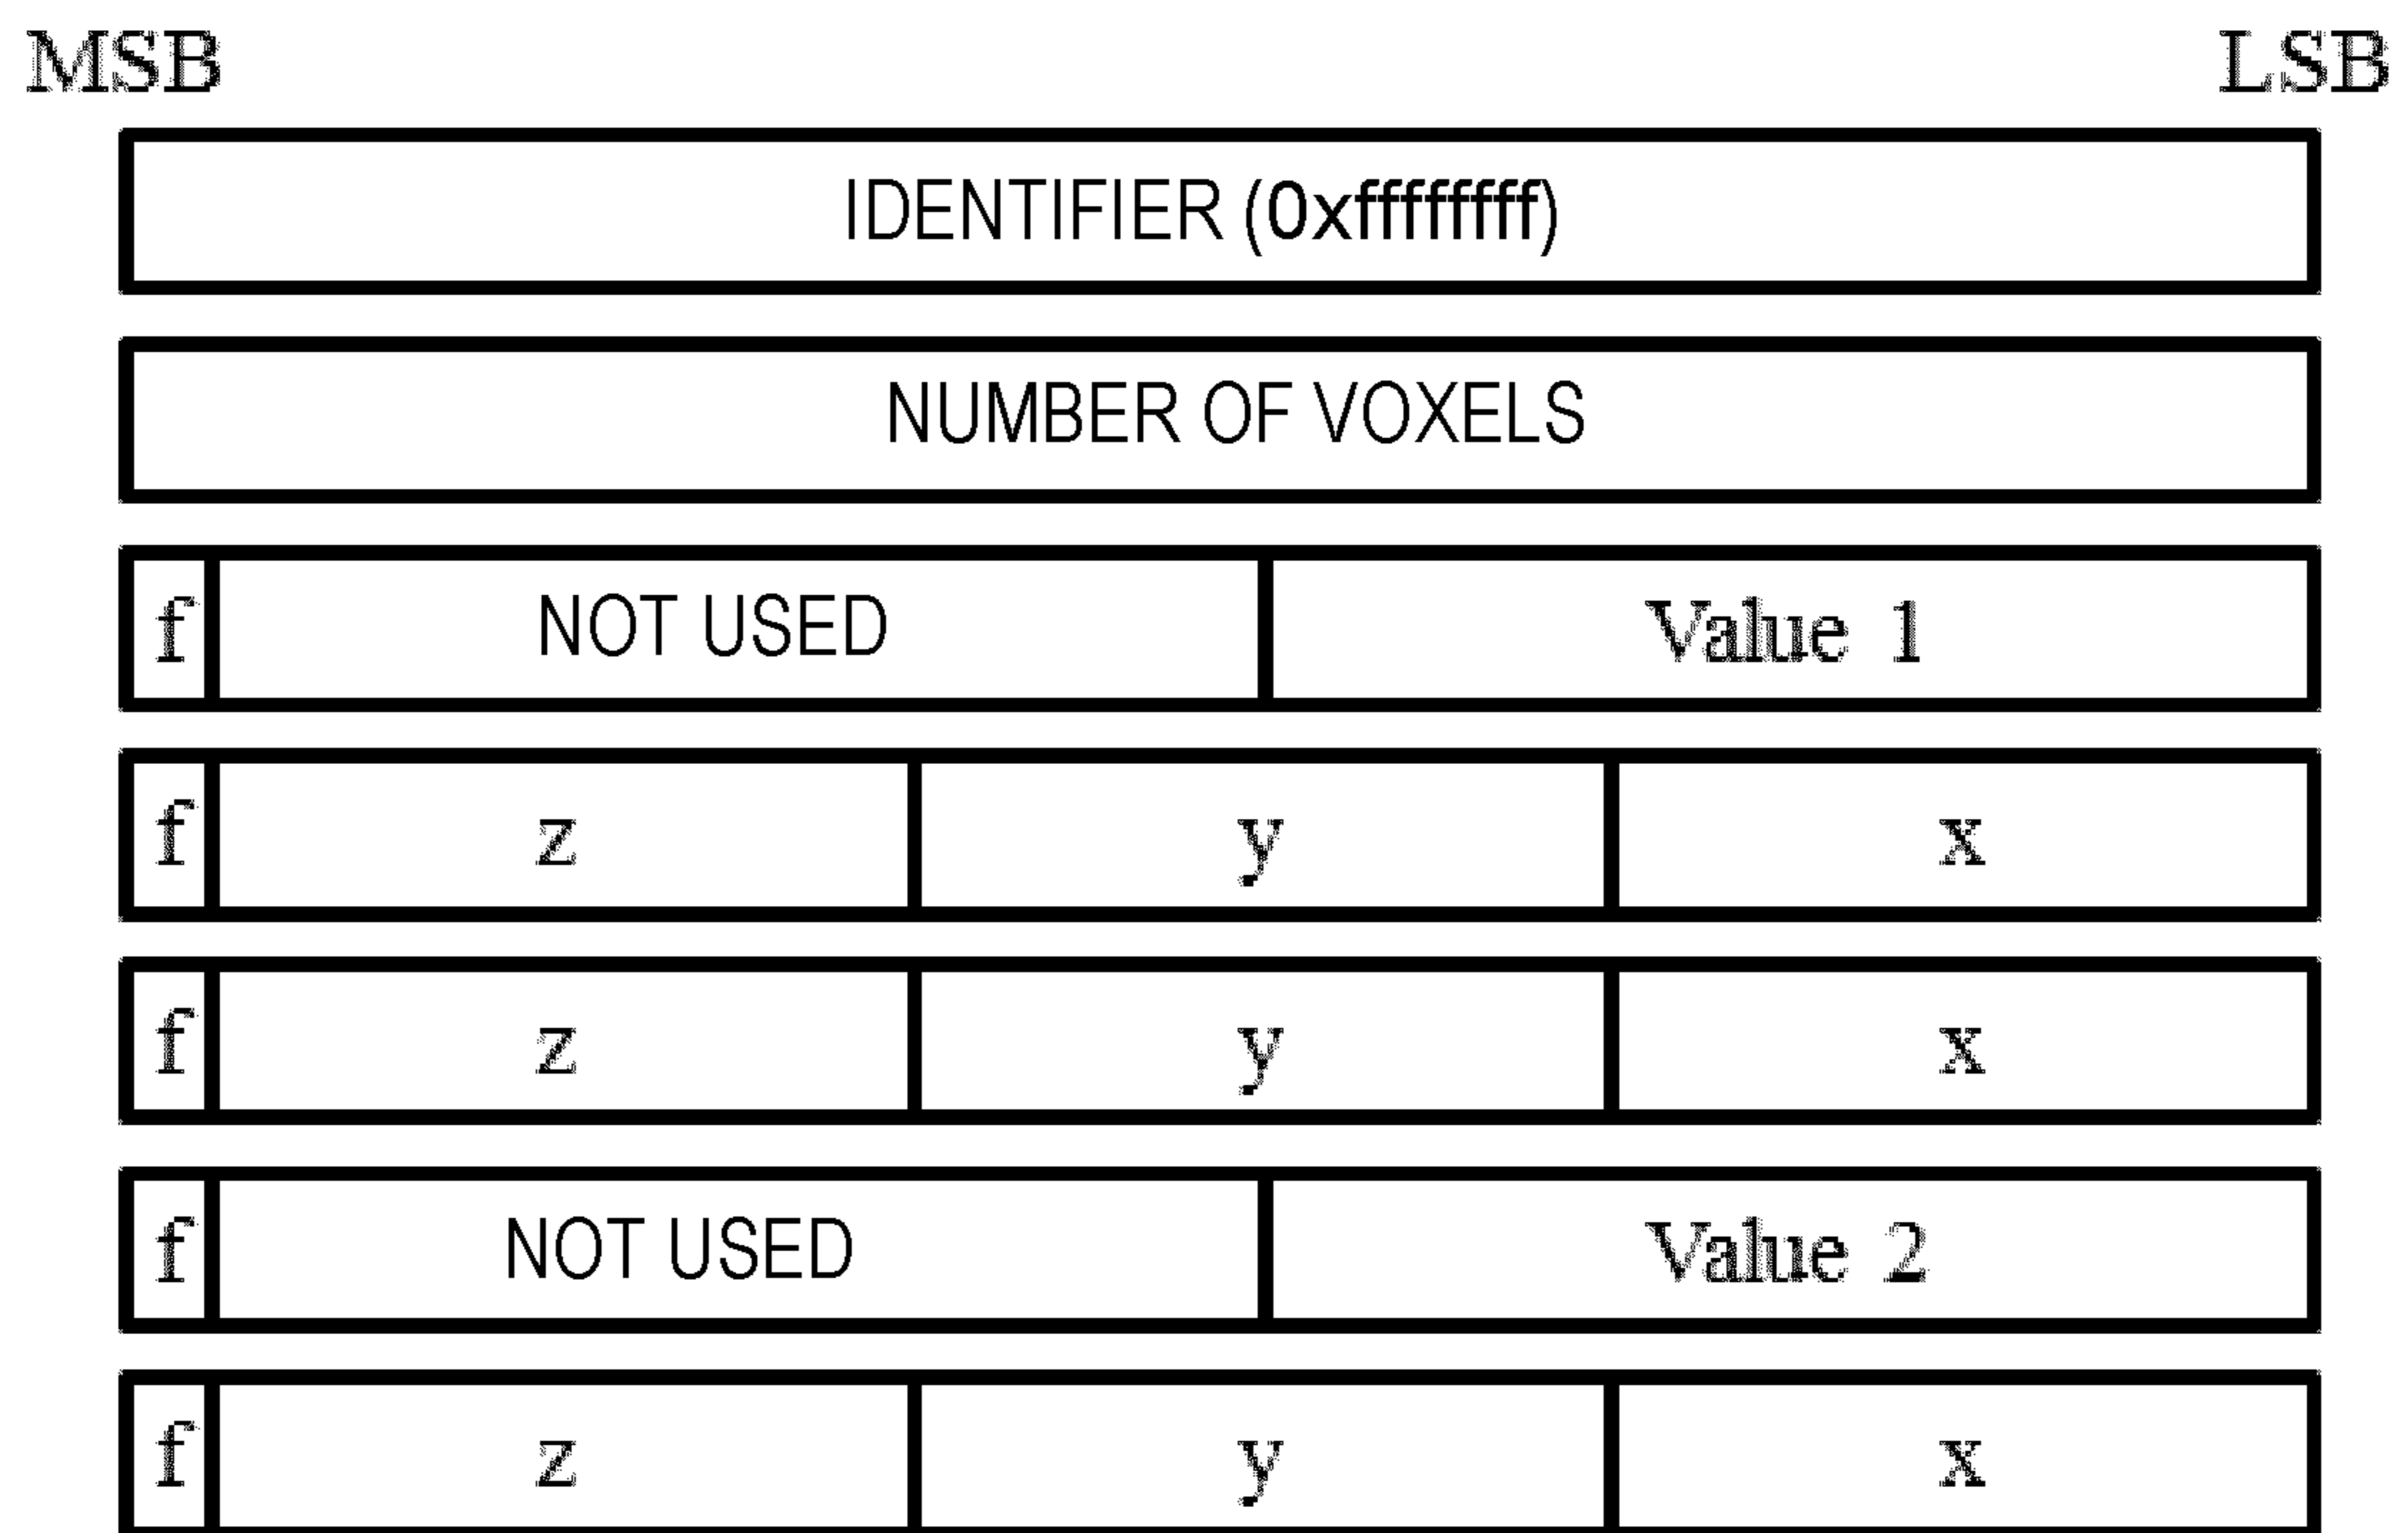 MSB LSB
IDENTIFIER (0xffffffff)
NUMBER OF VOXELS
f NOT USED Value 1
f z y x
f z y x
f NOT USED Value 2
f z y x